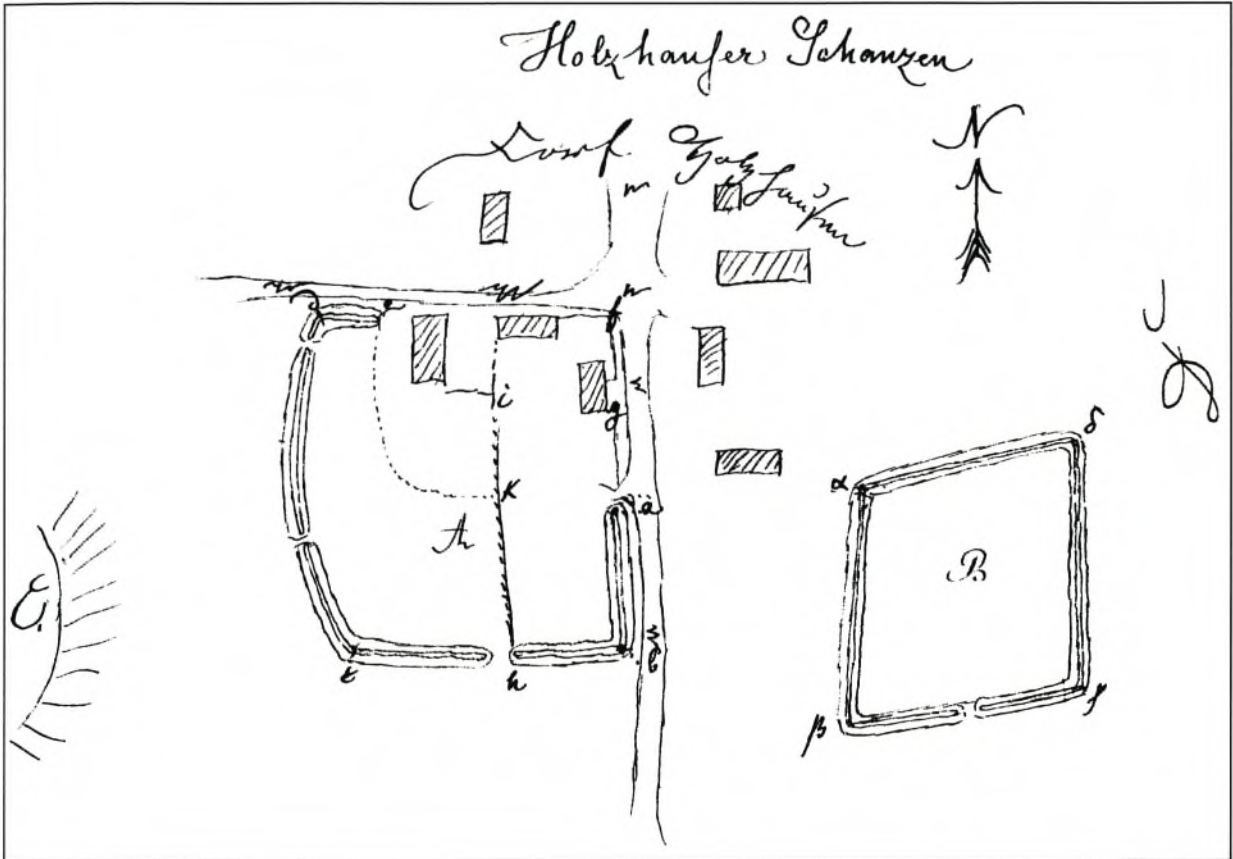 Holzhauser Schanzen
Dorf Holzhausen
N
W
f
g
i
K
a
A
h
α
δ
B
β
γ